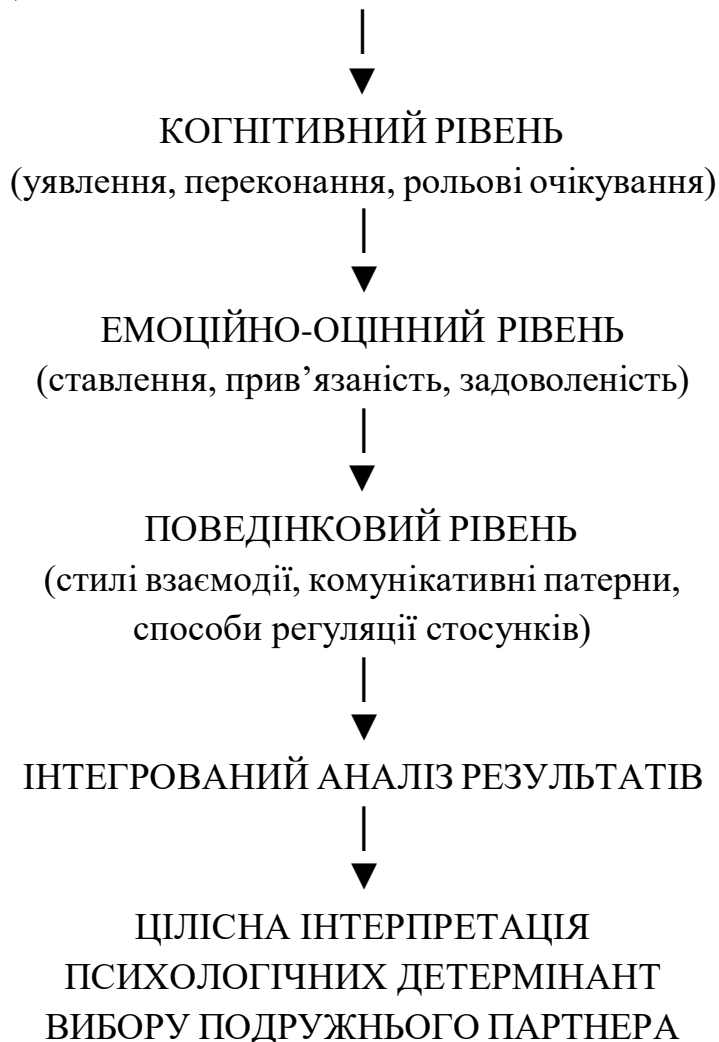 КОГНІТИВНИЙ РІВЕНЬ
(уявлення, переконання, рольові очікування)
ЕМОЦІЙНО-ОЦІННИЙ РІВЕНЬ
(ставлення, прив’язаність, задоволеність)
ПОВЕДІНКОВИЙ РІВЕНЬ
(стилі взаємодії, комунікативні патерни,
способи регуляції стосунків)
ІНТЕГРОВАНИЙ АНАЛІЗ РЕЗУЛЬТАТІВ
ЦІЛІСНА ІНТЕРПРЕТАЦІЯ
ПСИХОЛОГІЧНИХ ДЕТЕРМІНАНТ
ВИБОРУ ПОДРУЖНЬОГО ПАРТНЕРА